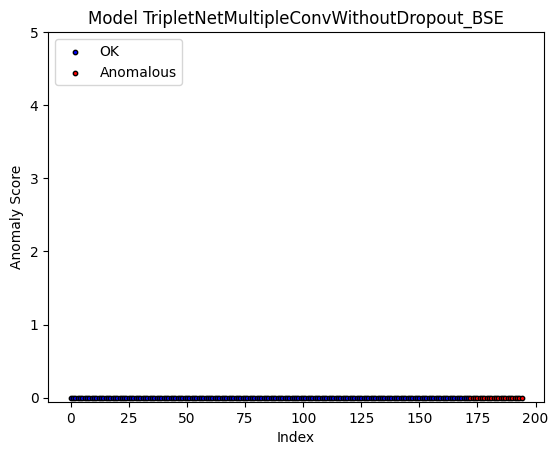 Model TripletNetMultipleConvWithoutDropout_BSE
5
OK
Anomalous
4
3
2
1
0
Anomaly Score
0 25 50 75 100 125 150 175 200
Index